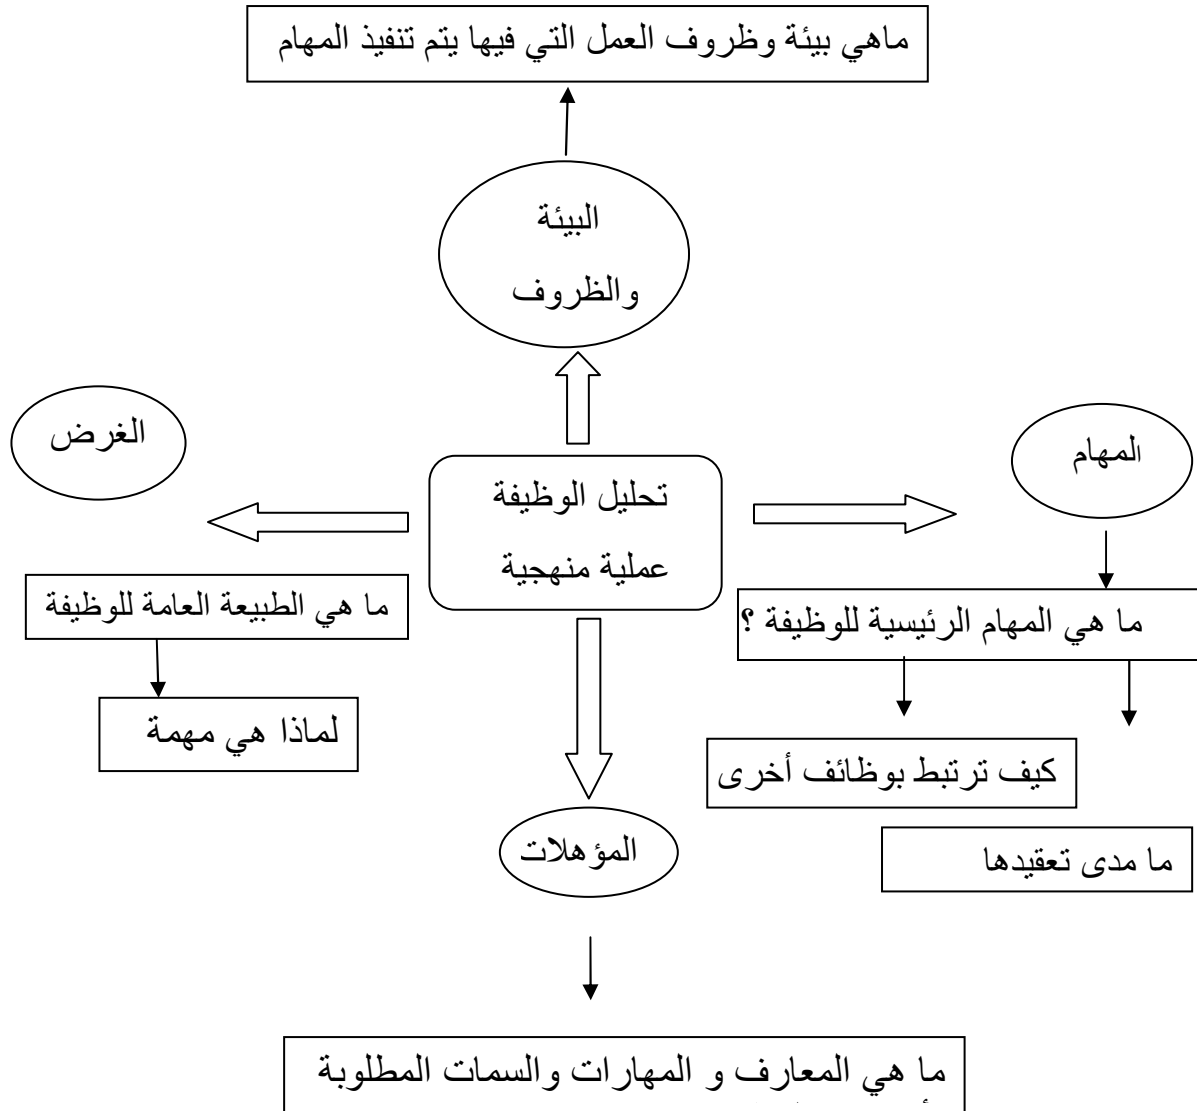 ماهي بيئة وظروف العمل التي فيها يتم تنفيذ المهام
البيئة
والظروف
الغرض
المهام
تحليل الوظيفة
عملية منهجية
ما هي الطبيعة العامة للوظيفة
ما هي المهام الرئيسية للوظيفة ؟
لماذا هي مهمة
كيف ترتبط بوظائف أخرى
المؤهلات
ما مدى تعقيدها
ما هي المعارف و المهارات والسمات المطلوبة